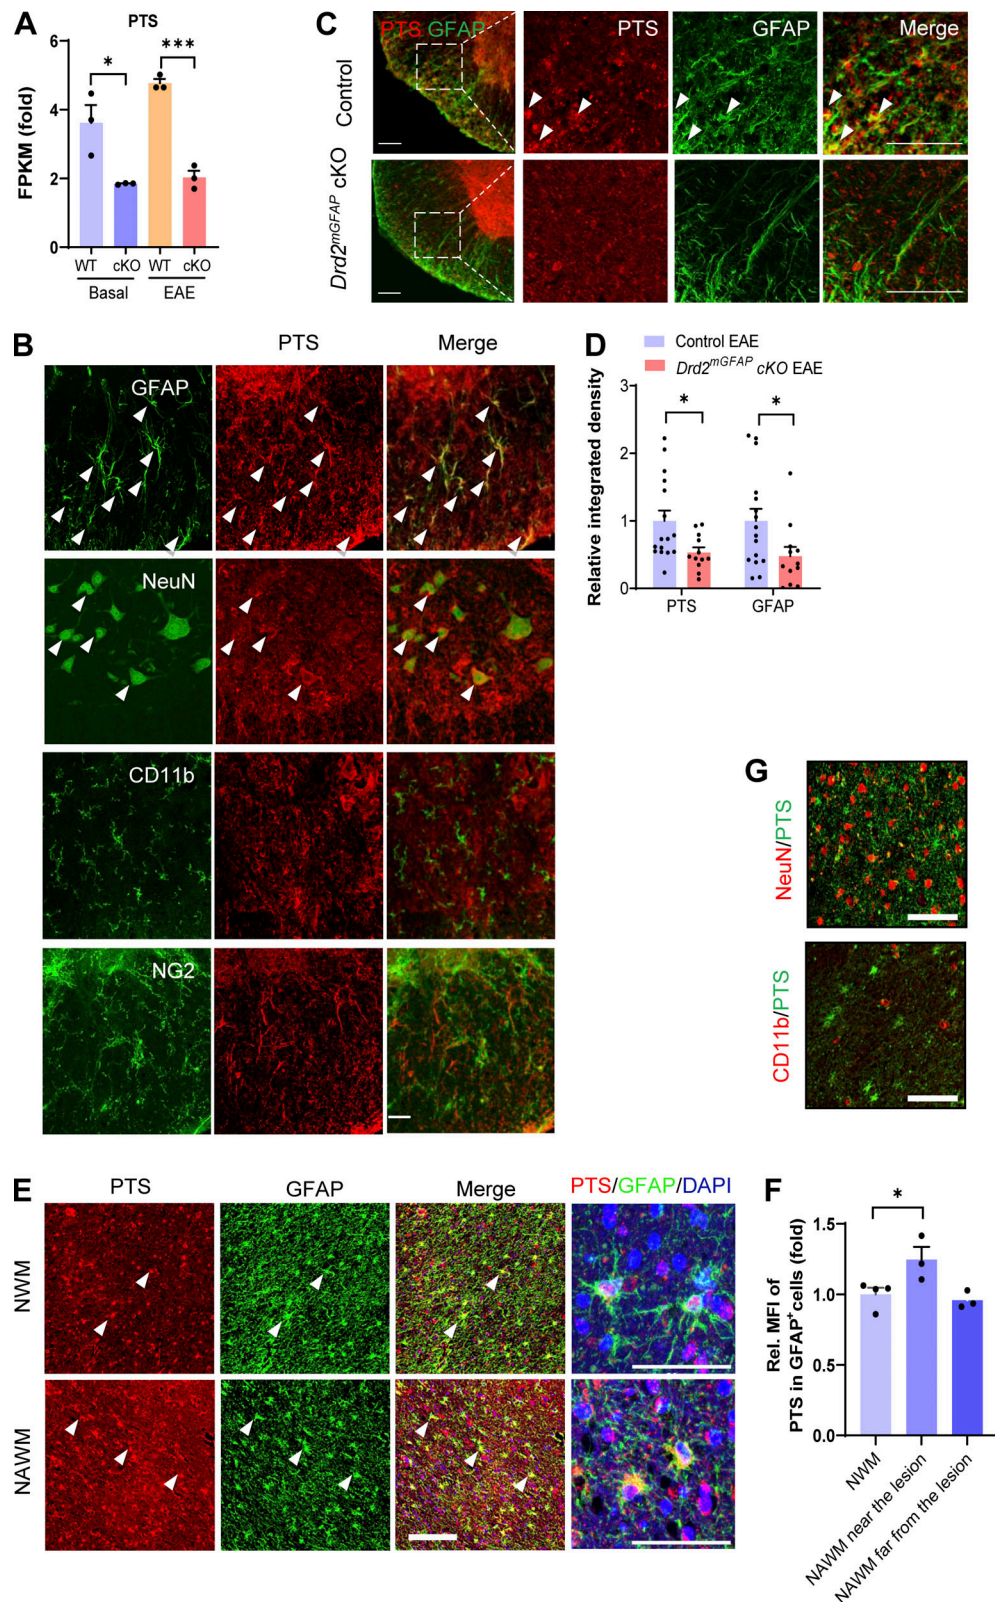 A
PTS
FPKM (fold)
6
4
2
0
*
***
WT
cKO
WT
cKO
Basal
EAE
C
PTS GFAP
PTS
GFAP
Merge
Control
Drd2mGFAP cKO
B
PTS
Merge
GFAP
NeuN
CD11b
NG2
D
Control EAE
Drd2mGFAP cKO EAE
Relative integrated density
3
2
1
0
*
*
PTS
GFAP
G
NeuN/PTS
CD11b/PTS
E
PTS
GFAP
Merge
PTS/GFAP/DAPI
NWM
NAWM
F
Rel. MFI of
PTS in GFAP+cells (fold)
1.5
1.0
0.5
0.0
*
NWM
NAWM near the lesion
NAWM far from the lesion